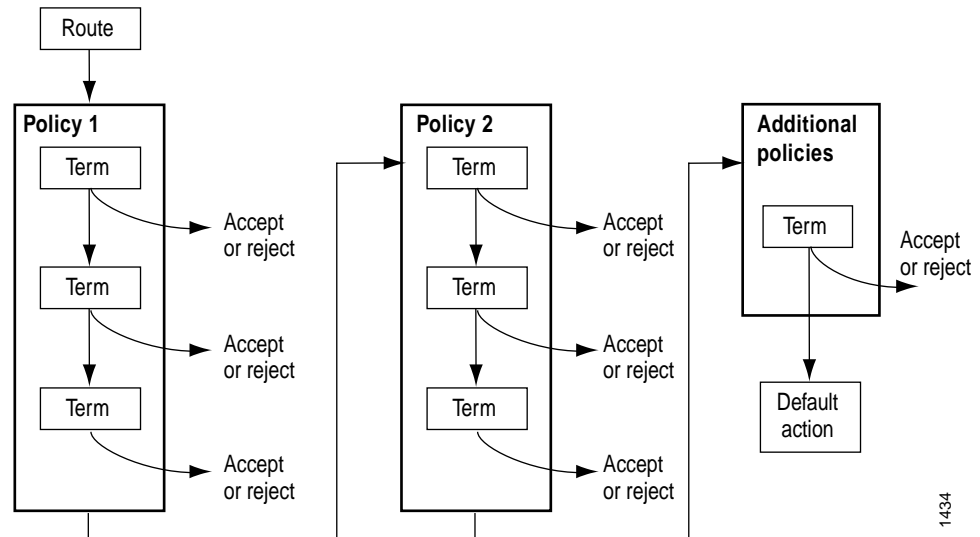 Route
Policy 1
Term
Accept
or reject
Term
Accept
or reject
Term
Accept
or reject
Policy 2
Term
Accept
or reject
Term
Accept
or reject
Term
Accept
or reject
Additional
policies
Term
Accept
or reject
Default
action
1434